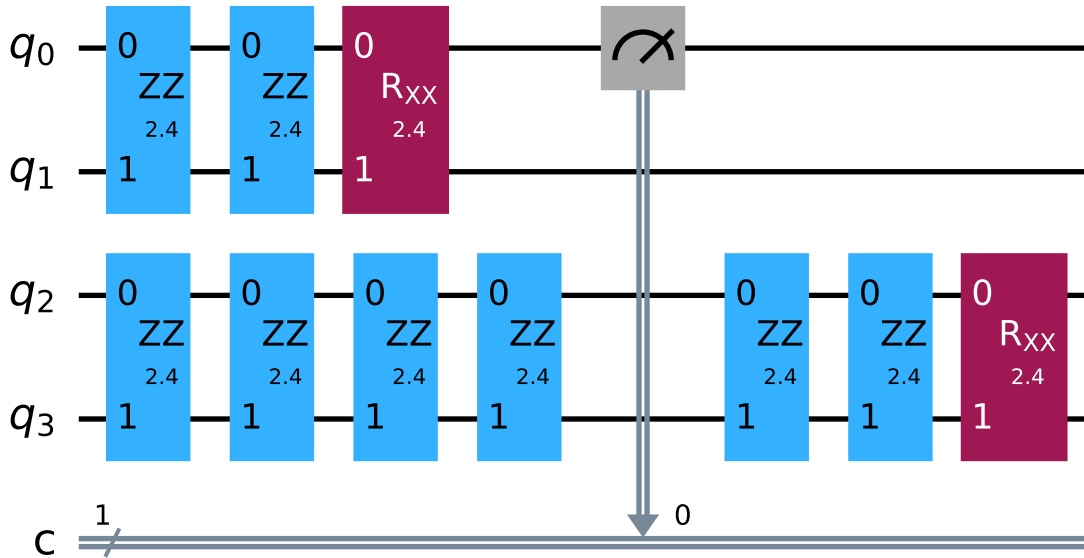 q0 0 0 0
ZZ ZZ RXX
2.4 2.4 2.4
q1 1 1 1
q2 0 0 0 0 0 0 0
ZZ ZZ ZZ ZZ ZZ ZZ RXX
2.4 2.4 2.4 2.4 2.4 2.4 2.4
q3 1 1 1 1 1 1 1
1 0
c